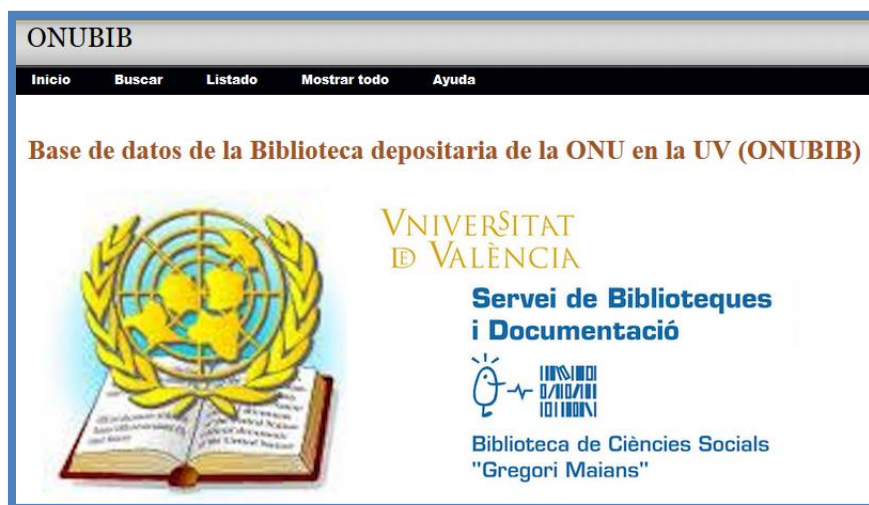 ONUBIB
Inicio Buscar Listado Mostrar todo Ayuda
Base de datos de la Biblioteca depositaria de la ONU en la UV (ONUBIB)
VNIVERSITAT
DE VALÈNCIA
Servei de Biblioteques
i Documentació
Biblioteca de Ciències Socials
"Gregori Maians"